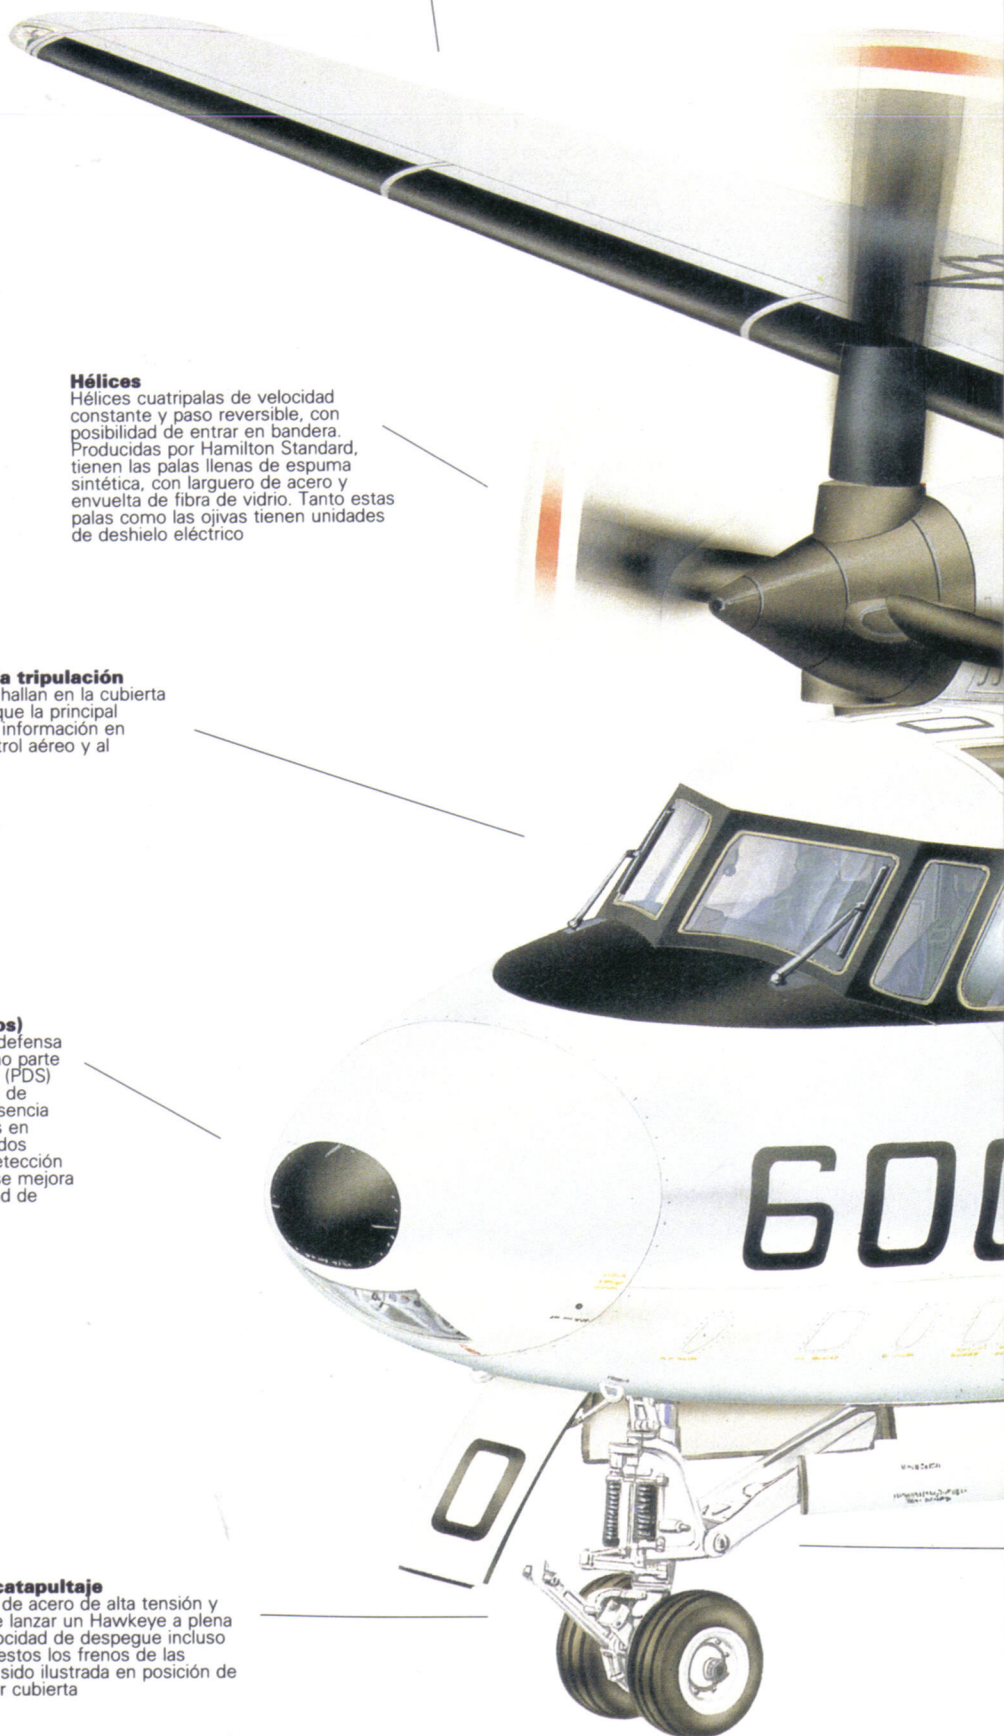 Hélices
Hélices cuatripalas de velocidad
constante y paso reversible, con
posibilidad de entrar en bandera.
Producidas por Hamilton Standard,
tienen las palas llenas de espuma
sintética, con larguero de acero y
envuelta de fibra de vidrio. Tanto estas
palas como las ojivas tienen unidades
de deshielo eléctrico
a tripulación
hallan en la cubierta
que la principal
información en
trol aéreo y al
os)
defensa
no parte
(PDS)
de
sencia
s en
dos
etección
se mejora
d de
600
0
catapultaje
de acero de alta tensión y
e lanzar un Hawkeye a plena
ocidad de despegue incluso
estos los frenos de las
sido ilustrada en posición de
r cubierta